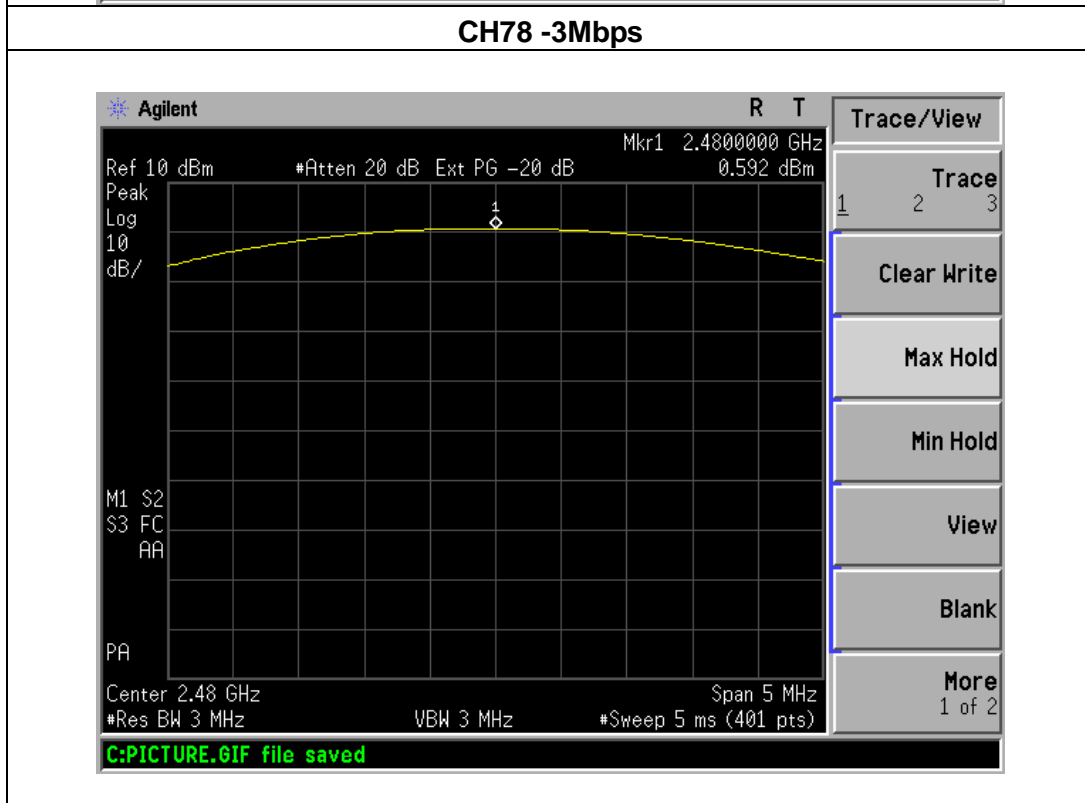 CH78 -3Mbps
Agilent
R T
Trace/View
Mkr1 2.4800000 GHz
Ref 10 dBm #Atten 20 dB Ext PG -20 dB 0.592 dBm
Peak
Log
10
dB/
1
Trace
1 2 3
Clear Write
Max Hold
Min Hold
M1 S2
S3 FC
AA
View
Blank
PA
Center 2.48 GHz Span 5 MHz
#Res BW 3 MHz VBW 3 MHz #Sweep 5 ms (401 pts)
More
1 of 2
C:PICTURE.GIF file saved